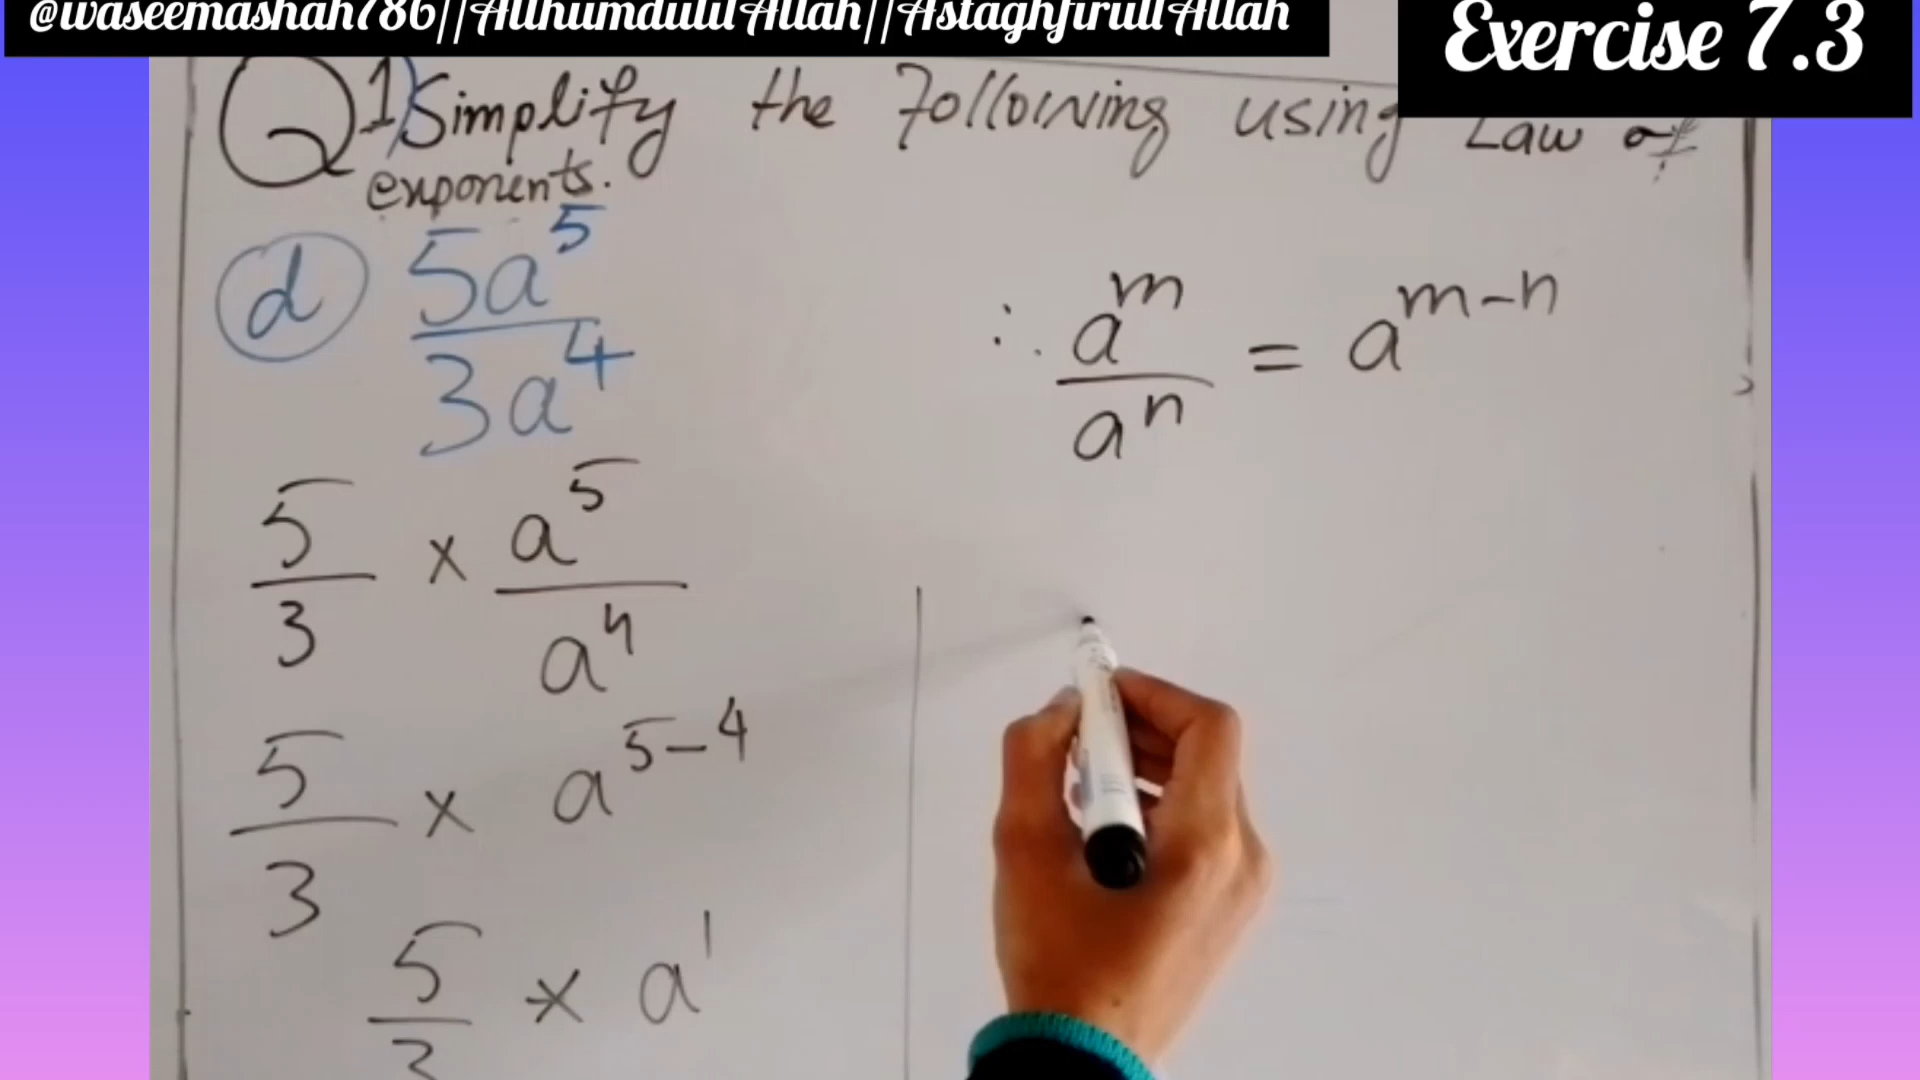 @waseemashah786//AllhumdulilAllah//AstaghfirullAllah
Exercise 7.3
Q1) Simplify the following using Law of
exponents.
d 5a^5
3a^4
∴ a^m / a^n = a^{m-n}
5/3 × a^5/a^4
5/3 × a^{5-4}
5/3 × a^1